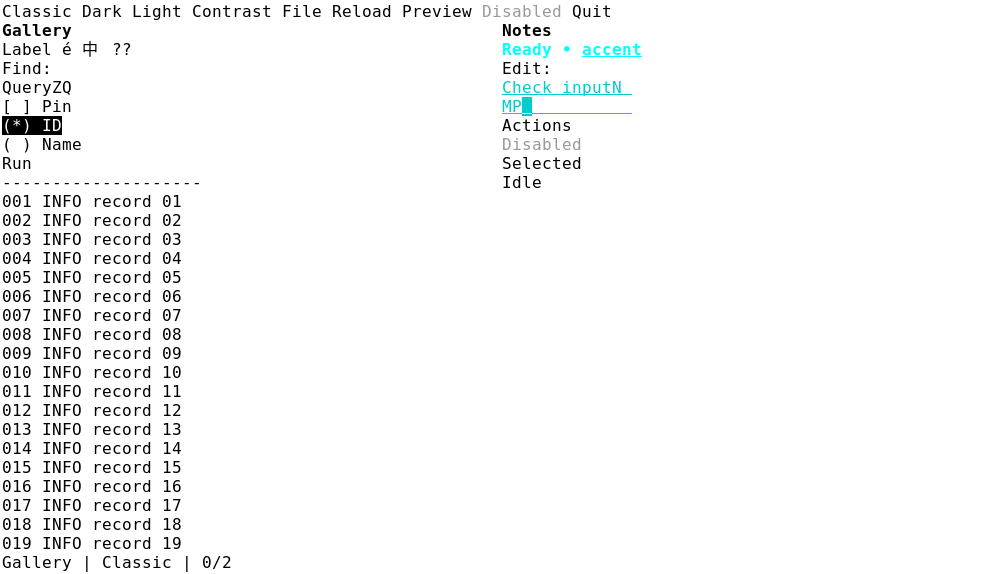 Classic Dark Light Contrast File Reload Preview Disabled Quit
Gallery
Label é 中 ??
Find:
QueryZQ
[ ] Pin
(*) ID
( ) Name
Run
--------------------
001 INFO record 01
002 INFO record 02
003 INFO record 03
004 INFO record 04
005 INFO record 05
006 INFO record 06
007 INFO record 07
008 INFO record 08
009 INFO record 09
010 INFO record 10
011 INFO record 11
012 INFO record 12
013 INFO record 13
014 INFO record 14
015 INFO record 15
016 INFO record 16
017 INFO record 17
018 INFO record 18
019 INFO record 19
Notes
Ready • accent
Edit:
Check inputN
MP
Actions
Disabled
Selected
Idle
Gallery | Classic | 0/2